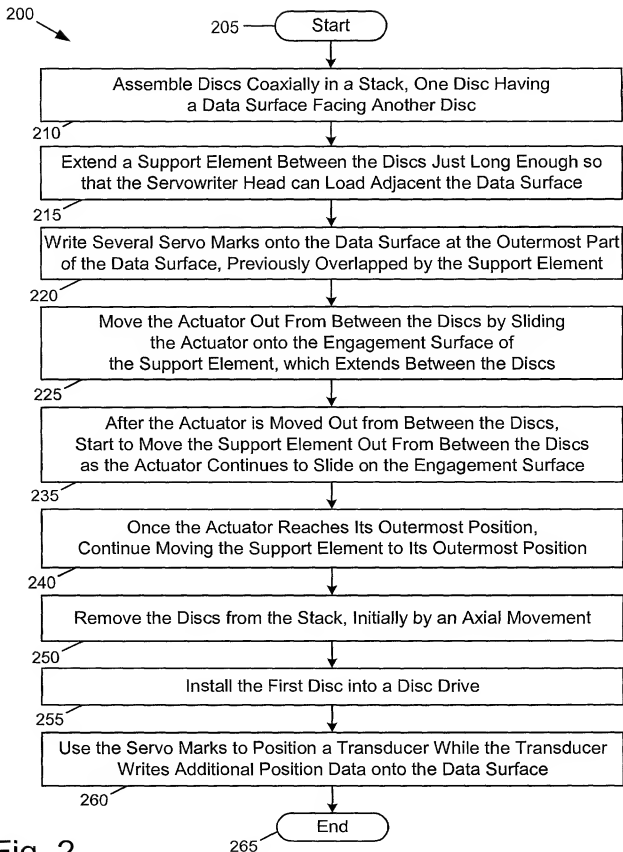 200
205
Start
Assemble Discs Coaxially in a Stack, One Disc Having
a Data Surface Facing Another Disc
210
Extend a Support Element Between the Discs Just Long Enough so
that the Servowriter Head can Load Adjacent the Data Surface
215
Write Several Servo Marks onto the Data Surface at the Outermost Part
of the Data Surface, Previously Overlapped by the Support Element
220
Move the Actuator Out From Between the Discs by Sliding
the Actuator onto the Engagement Surface of
the Support Element, which Extends Between the Discs
225
After the Actuator is Moved Out from Between the Discs,
Start to Move the Support Element Out From Between the Discs
as the Actuator Continues to Slide on the Engagement Surface
235
Once the Actuator Reaches Its Outermost Position,
Continue Moving the Support Element to Its Outermost Position
240
Remove the Discs from the Stack, Initially by an Axial Movement
250
Install the First Disc into a Disc Drive
255
Use the Servo Marks to Position a Transducer While the Transducer
Writes Additional Position Data onto the Data Surface
260
End
265
Fig. 2